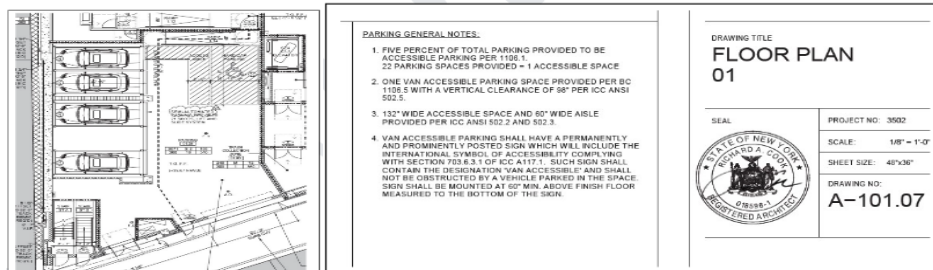 PARKING GENERAL NOTES:
1. FIVE PERCENT OF TOTAL PARKING PROVIDED TO BE
ACCESSIBLE PARKING PER 1106.1.
22 PARKING SPACES PROVIDED = 1 ACCESSIBLE SPACE
2. ONE VAN ACCESSIBLE PARKING SPACE PROVIDED PER BC
1106.5 WITH A VERTICAL CLEARANCE OF 98" PER ICC ANSI
502.5.
3. 132" WIDE ACCESSIBLE SPACE AND 60" WIDE AISLE
PROVIDED PER ICC ANSI 502.2 AND 502.3.
4. VAN ACCESSIBLE PARKING SHALL HAVE A PERMANENTLY
AND PROMINENTLY POSTED SIGN WHICH WILL INCLUDE THE
INTERNATIONAL SYMBOL OF ACCESSIBILITY COMPLYING
WITH SECTION 703.6.3.1 OF ICC A117.1. SUCH SIGN SHALL
CONTAIN THE DESIGNATION 'VAN ACCESSIBLE' AND SHALL
NOT BE OBSTRUCTED BY A VEHICLE PARKED IN THE SPACE.
SIGN SHALL BE MOUNTED AT 60" MIN. ABOVE FINISH FLOOR
MEASURED TO THE BOTTOM OF THE SIGN.
DRAWING TITLE
FLOOR PLAN
01
SEAL
STATE OF NEW YORK
RICHARD A. COOK
018598-1
REGISTERED ARCHITECT
PROJECT NO: 3502
SCALE: 1/8" = 1'-0"
SHEET SIZE: 48"x36"
DRAWING NO:
A-101.07